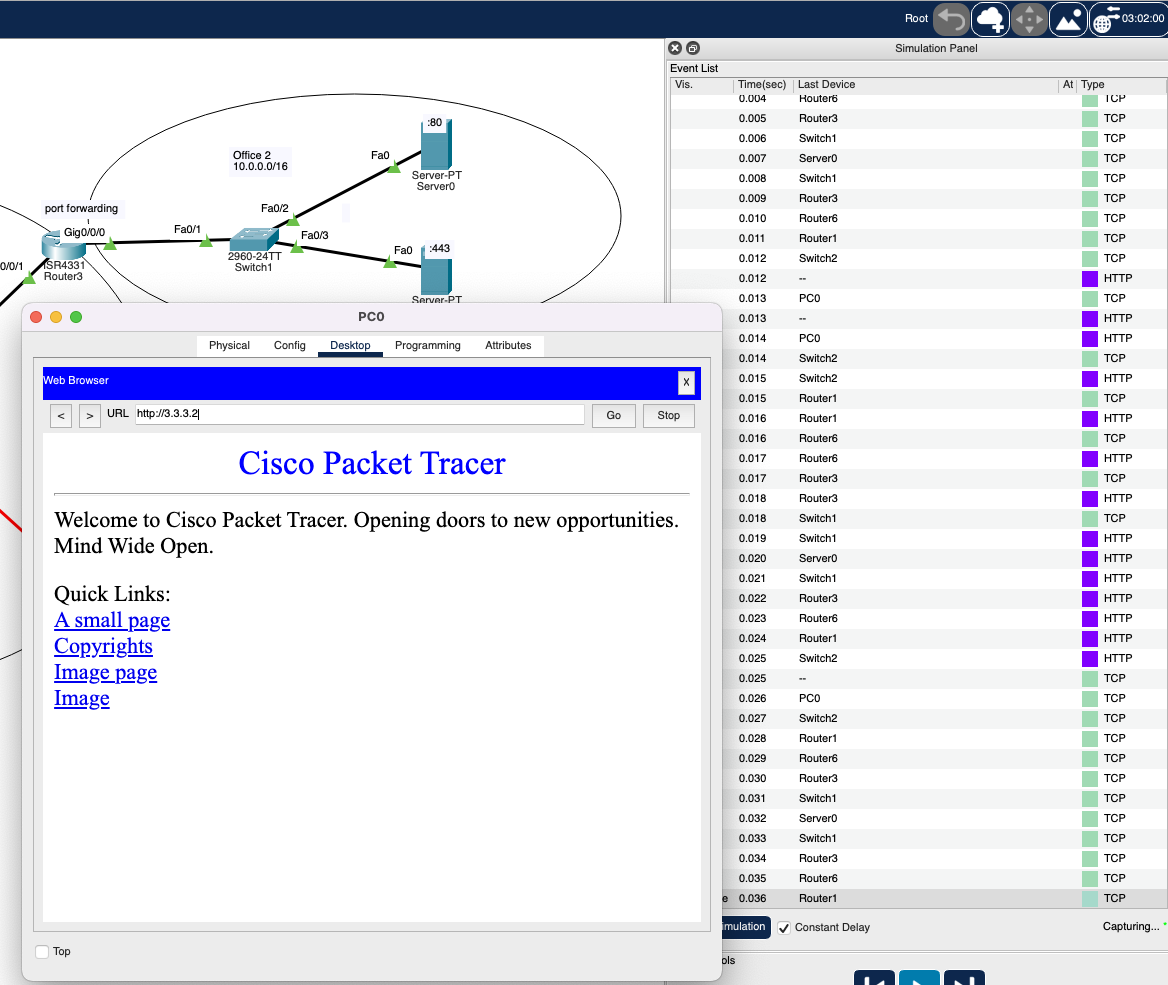 Root
03:02:00
Simulation Panel
Event List
Vis. Time(sec) Last Device At Type
0.004 Router6 TCP
0.005 Router3 TCP
0.006 Switch1 TCP
0.007 Server0 TCP
0.008 Switch1 TCP
0.009 Router3 TCP
0.010 Router6 TCP
0.011 Router1 TCP
0.012 Switch2 TCP
0.012 -- HTTP
0.013 PC0 TCP
0.013 -- HTTP
0.014 PC0 HTTP
0.014 Switch2 TCP
0.015 Switch2 HTTP
0.015 Router1 TCP
0.016 Router1 HTTP
0.016 Router6 TCP
0.017 Router6 HTTP
0.017 Router3 TCP
0.018 Router3 HTTP
0.018 Switch1 TCP
0.019 Switch1 HTTP
0.020 Server0 HTTP
0.021 Switch1 HTTP
0.022 Router3 HTTP
0.023 Router6 HTTP
0.024 Router1 HTTP
0.025 Switch2 HTTP
0.025 -- TCP
0.026 PC0 TCP
0.027 Switch2 TCP
0.028 Router1 TCP
0.029 Router6 TCP
0.030 Router3 TCP
0.031 Switch1 TCP
0.032 Server0 TCP
0.033 Switch1 TCP
0.034 Router3 TCP
0.035 Router6 TCP
e 0.036 Router1 TCP
imulation
Constant Delay
Capturing...
ols
:80
Office 2
10.0.0.0/16
Fa0
Server-PT
Server0
port forwarding
Gig0/0/0
Fa0/1
Fa0/2
Fa0/3
2960-24TT
Switch1
Fa0
:443
Server-PT
0/0/1
ISR4331
Router3
PC0
Physical Config Desktop Programming Attributes
Web Browser
X
< > URL http://3.3.3.2 Go Stop
Cisco Packet Tracer
Welcome to Cisco Packet Tracer. Opening doors to new opportunities.
Mind Wide Open.
Quick Links:
A small page
Copyrights
Image page
Image
Top